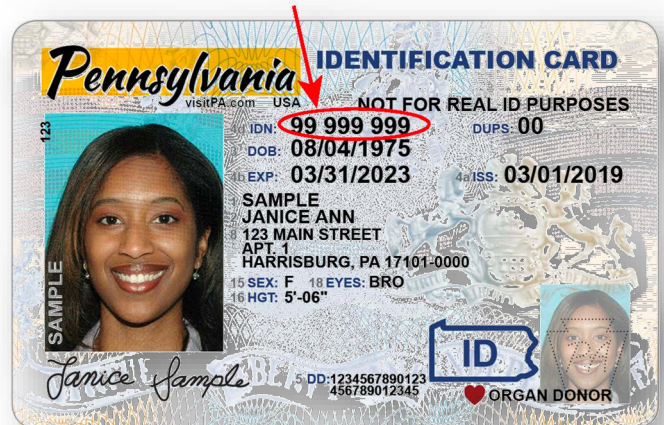 Pennsylvania
visitPA.com USA
IDENTIFICATION CARD
NOT FOR REAL ID PURPOSES
123
4d IDN: 99 999 999 DUPS: 00
3 DOB: 08/04/1975
4b EXP: 03/31/2023 4a ISS: 03/01/2019
1 SAMPLE
2 JANICE ANN
8 123 MAIN STREET
APT. 1
HARRISBURG, PA 17101-0000
15 SEX: F 18 EYES: BRO
16 HGT: 5'-06"
SAMPLE
ID
Janice Sample
5 DD:1234567890123
456789012345
ORGAN DONOR